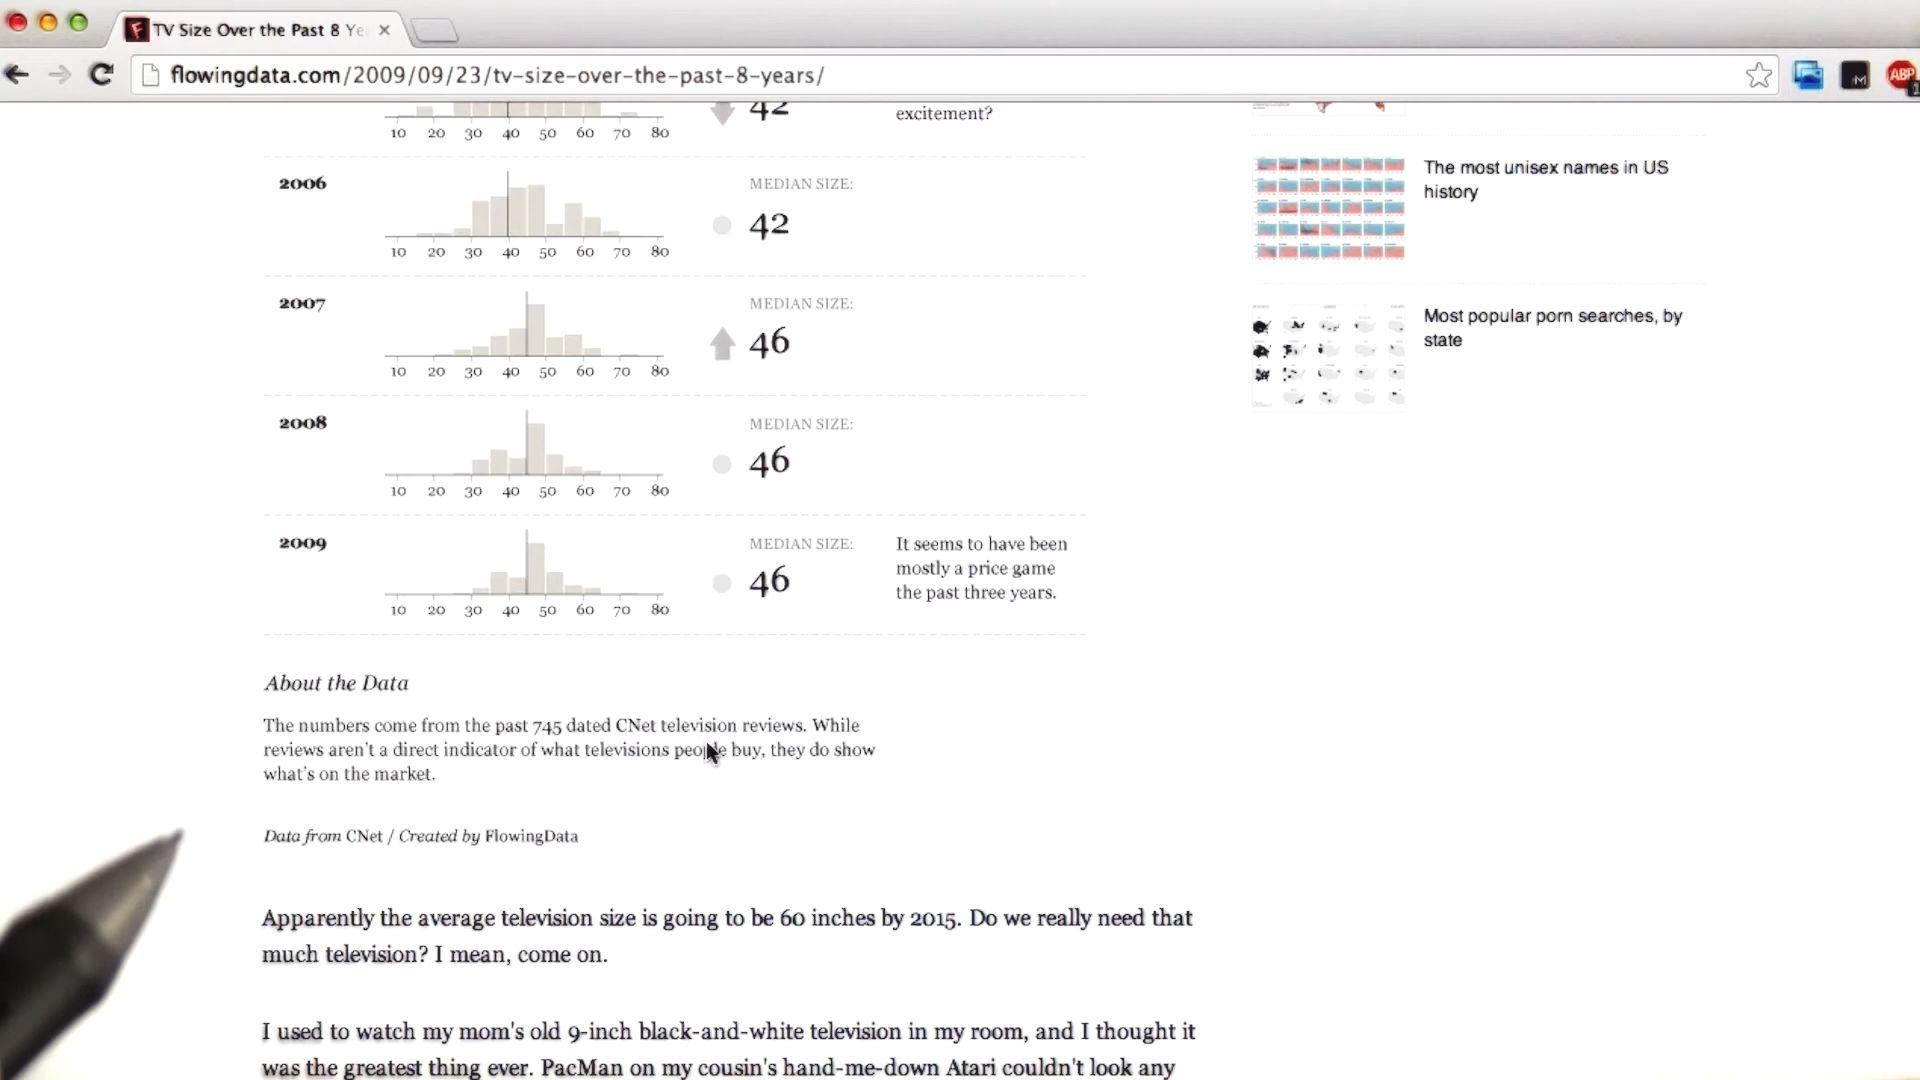 TV Size Over the Past 8 Ye
flowingdata.com/2009/09/23/tv-size-over-the-past-8-years/
ABP
42
excitement?
10 20 30 40 50 60 70 80
2006
MEDIAN SIZE:
42
10 20 30 40 50 60 70 80
2007
MEDIAN SIZE:
46
10 20 30 40 50 60 70 80
2008
MEDIAN SIZE:
46
10 20 30 40 50 60 70 80
2009
MEDIAN SIZE:
46
10 20 30 40 50 60 70 80
It seems to have been
mostly a price game
the past three years.
The most unisex names in US
history
Most popular porn searches, by
state
About the Data
The numbers come from the past 745 dated CNet television reviews. While
reviews aren't a direct indicator of what televisions people buy, they do show
what's on the market.
Data from CNet / Created by FlowingData
Apparently the average television size is going to be 60 inches by 2015. Do we really need that
much television? I mean, come on.
I used to watch my mom's old 9-inch black-and-white television in my room, and I thought it
was the greatest thing ever. PacMan on my cousin's hand-me-down Atari couldn't look any